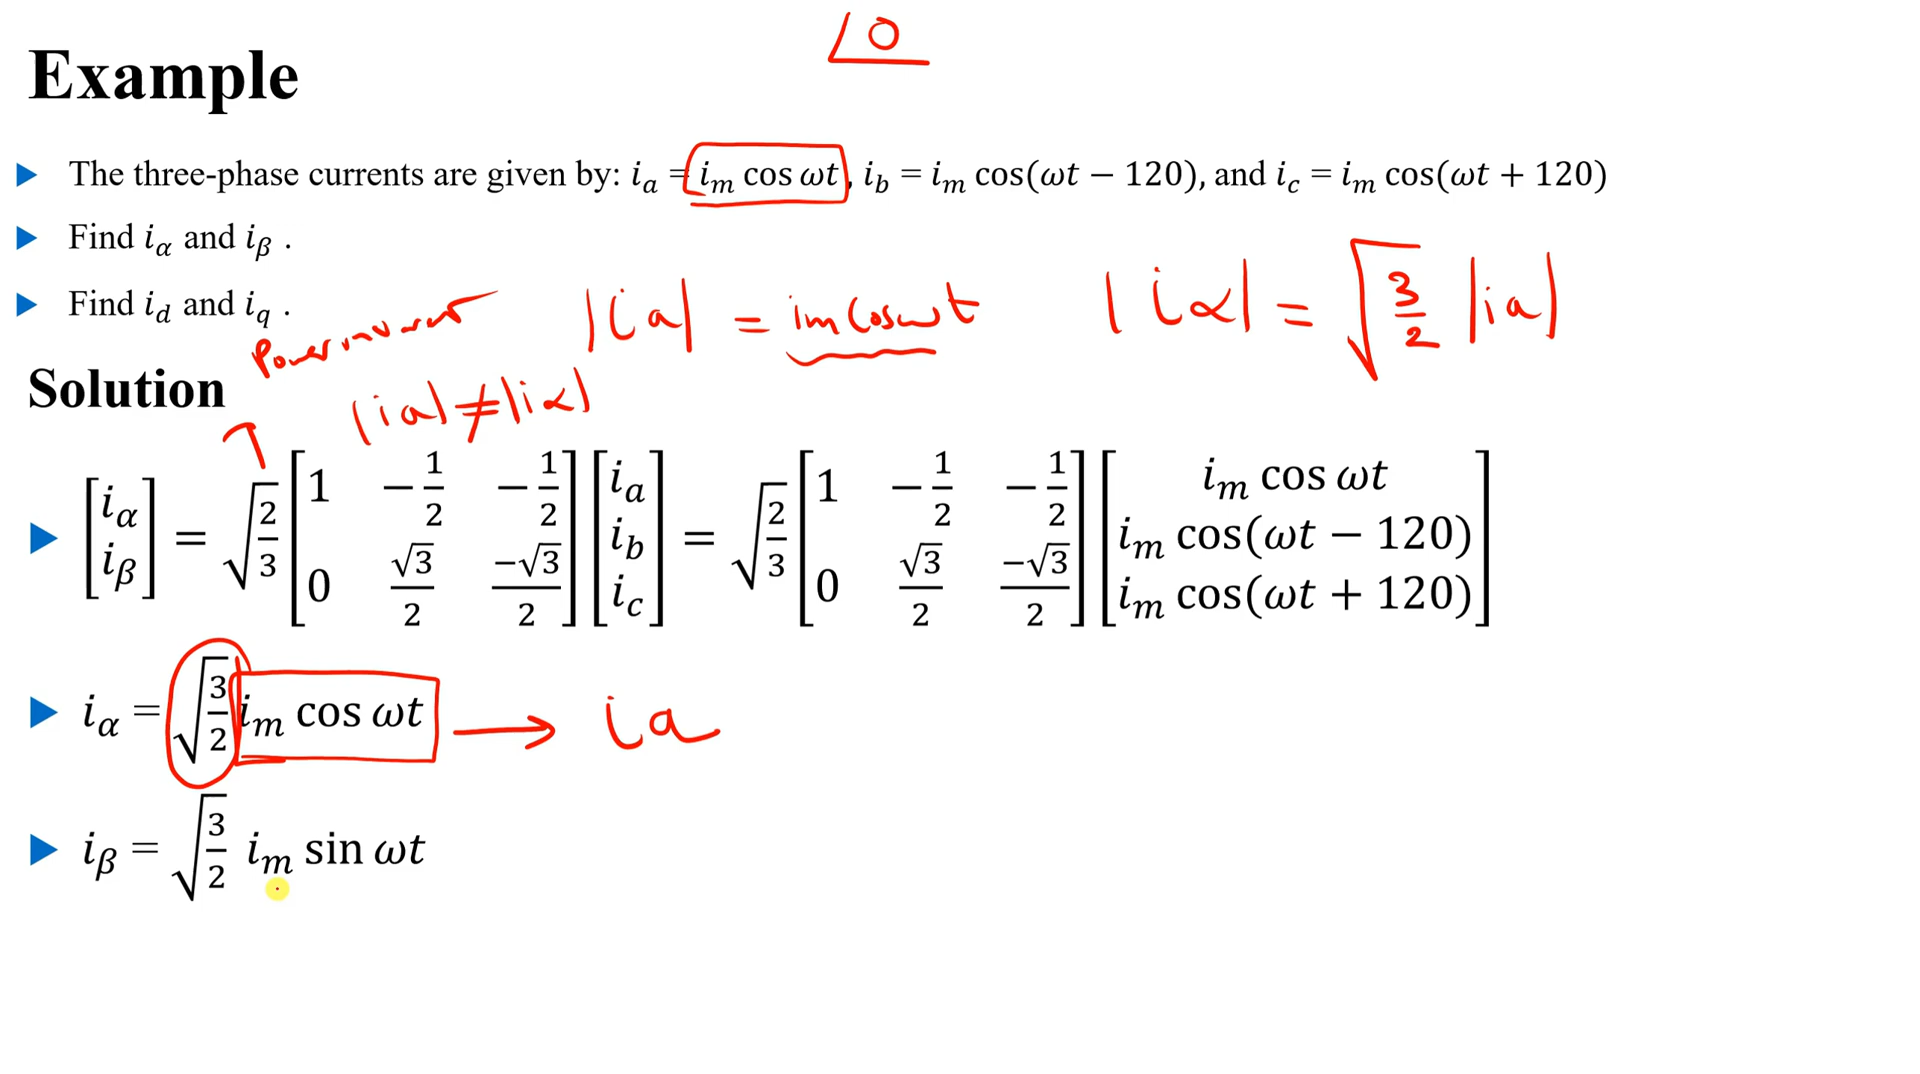 ∠0
Example
The three-phase currents are given by: i_a = i_m cos ωt, i_b = i_m cos(ωt − 120), and i_c = i_m cos(ωt + 120)
Find i_α and i_β .
Find i_d and i_q .
|ia| = im cosωt
|iα| = √(3/2) |ia|
Solution
|ia| ≠ |iα|
[i_α; i_β] = √(2/3) [1 −1/2 −1/2; 0 √3/2 −√3/2] [i_a; i_b; i_c] = √(2/3) [1 −1/2 −1/2; 0 √3/2 −√3/2] [i_m cos ωt; i_m cos(ωt − 120); i_m cos(ωt + 120)]
i_α = √(3/2) i_m cos ωt → ia
i_β = √(3/2) i_m sin ωt